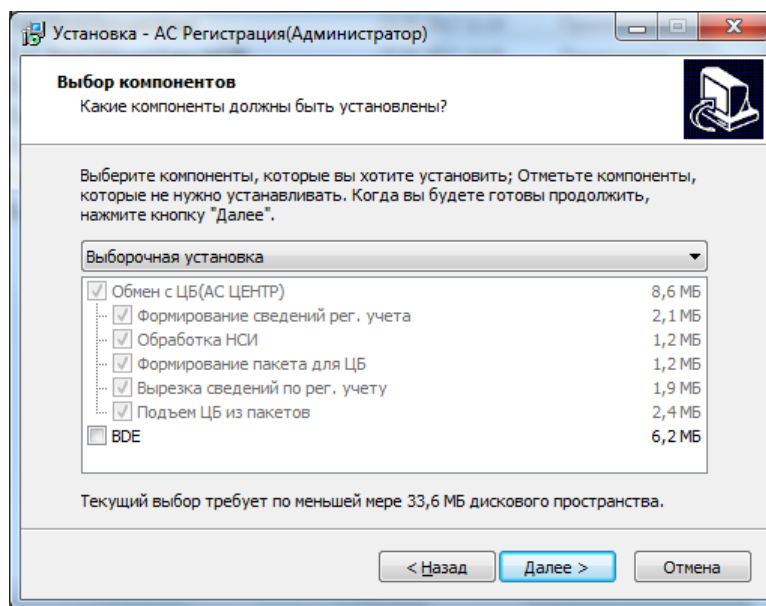 Установка - АС Регистрация(Администратор)
Выбор компонентов
Какие компоненты должны быть установлены?
Выберите компоненты, которые вы хотите установить; Отметьте компоненты,
которые не нужно устанавливать. Когда вы будете готовы продолжить,
нажмите кнопку "Далее".
Выборочная установка
Обмен с ЦБ(АС ЦЕНТР) 8,6 МБ
Формирование сведений рег. учета 2,1 МБ
Обработка НСИ 1,2 МБ
Формирование пакета для ЦБ 1,2 МБ
Вырезка сведений по рег. учету 1,9 МБ
Подъем ЦБ из пакетов 2,4 МБ
BDE 6,2 МБ
Текущий выбор требует по меньшей мере 33,6 МБ дискового пространства.
< Назад Далее > Отмена